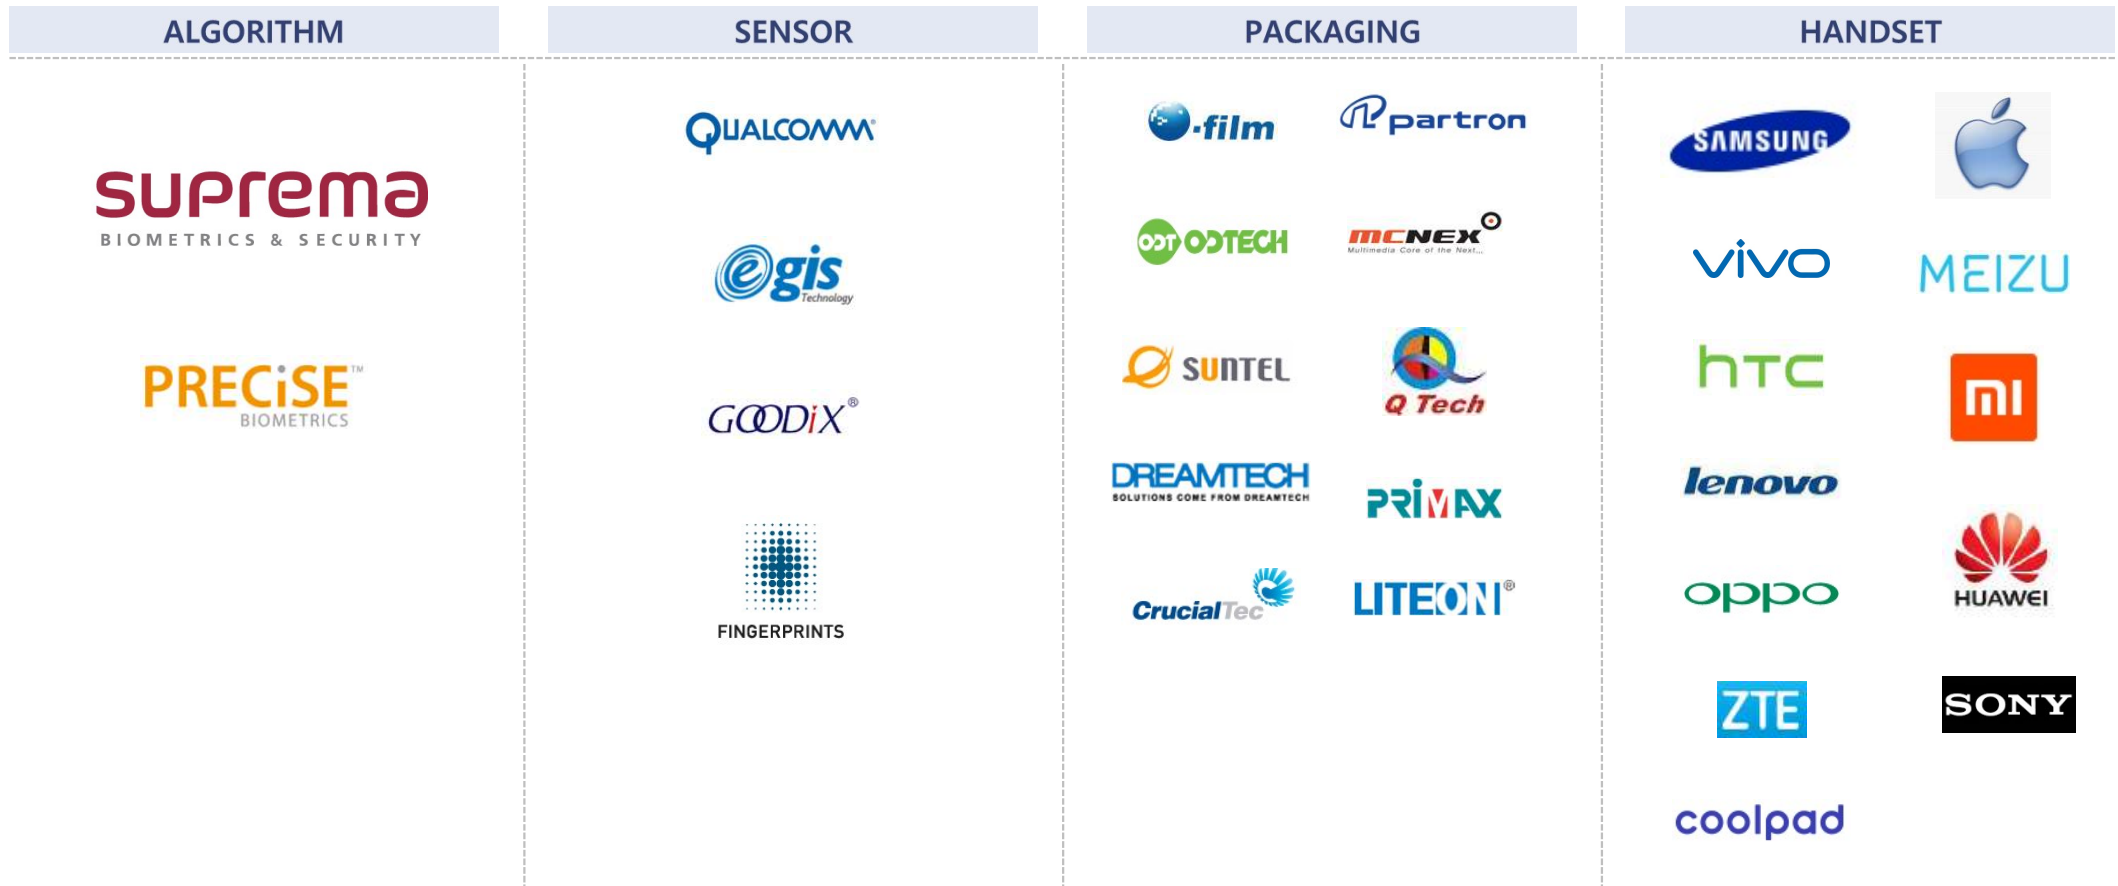 ALGORITHM
SENSOR
PACKAGING
HANDSET
suprema
BIOMETRICS & SECURITY
PRECiSE™
BIOMETRICS
QUALCOMM®
egis
Technology
GOODiX®
FINGERPRINTS
.film
partron
ODT ODTECH
MCNEX
Multimedia Core of the Next...
SUNTEL
Q Tech
DREAMTECH
SOLUTIONS COME FROM DREAMTECH
PRiMAX
CrucialTec
LITEON®
SAMSUNG
vivo
MEIZU
hTC
mi
lenovo
HUAWEI
oppo
ZTE
SONY
coolpad